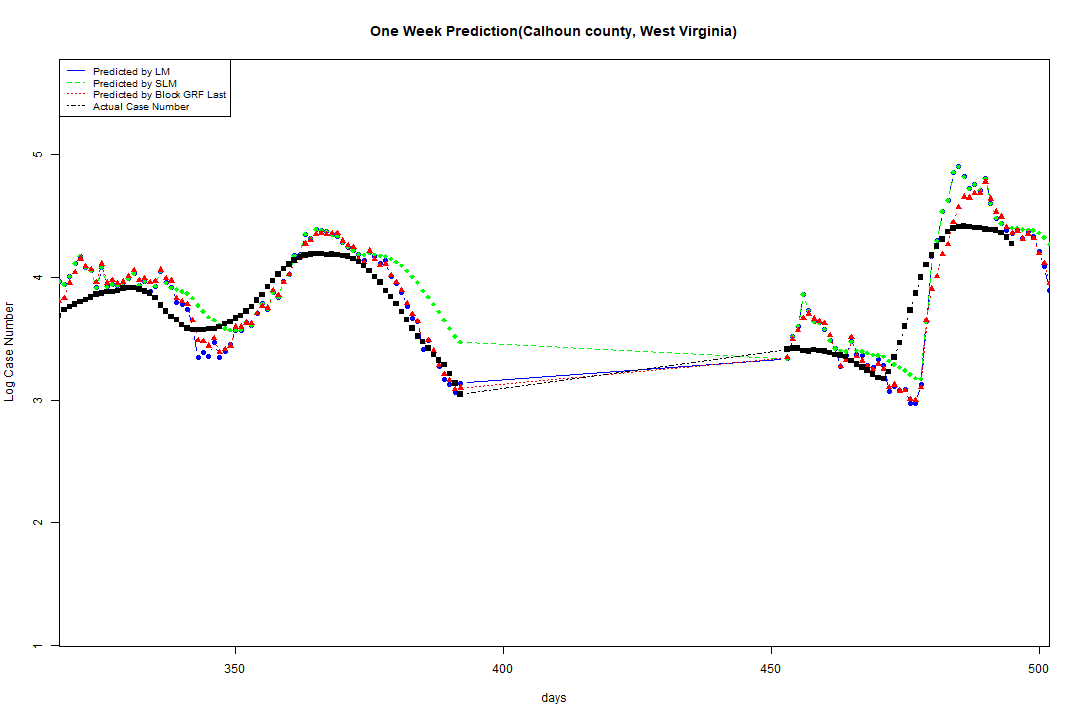 One Week Prediction(Calhoun county, West Virginia)
Predicted by LM
Predicted by SLM
Predicted by Block GRF Last
Actual Case Number
Log Case Number
5
4
3
2
1
350
400
450
500
days